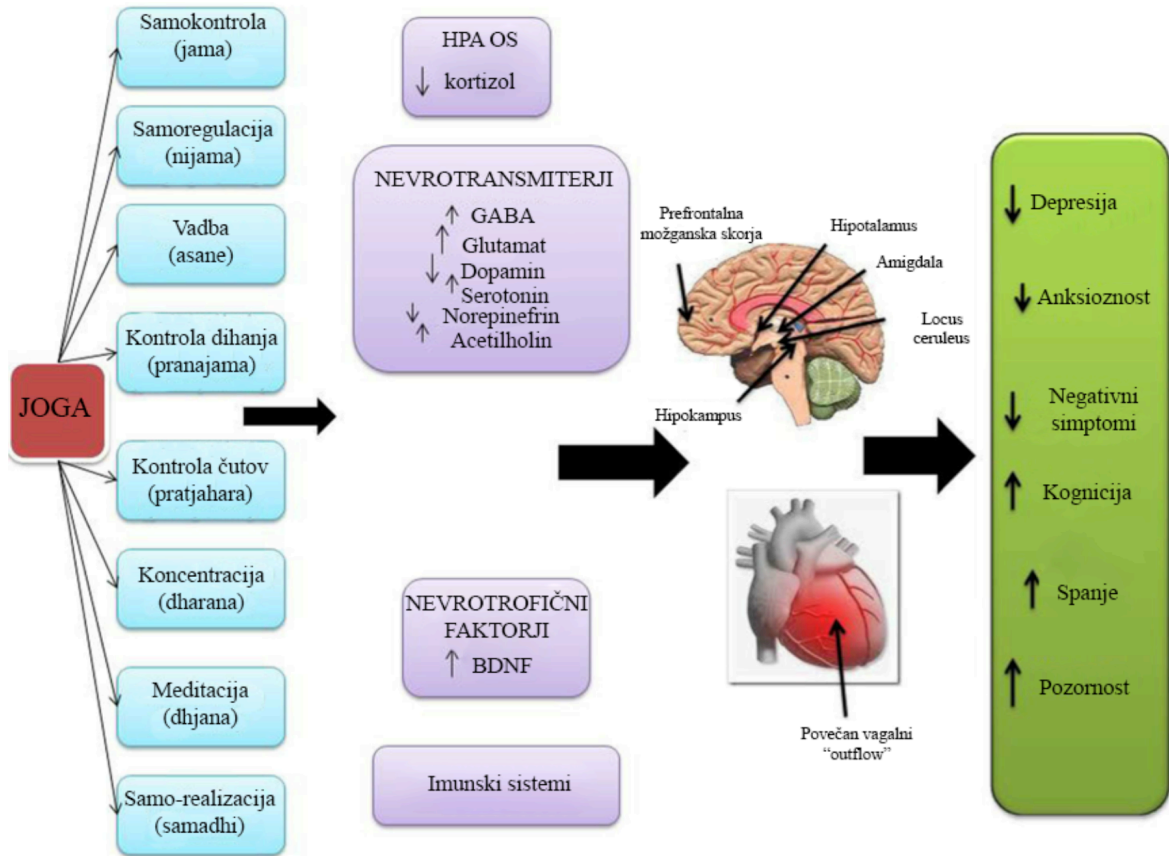 JOGA
Samokontrola
(jama)
Samoregulacija
(nijama)
Vadba
(asane)
Kontrola dihanja
(pranajama)
Kontrola čutov
(pratjahara)
Koncentracija
(dharana)
Meditacija
(dhjana)
Samo-realizacija
(samadhi)
HPA OS
↓ kortizol
NEVROTRANSMITERJI
↑ GABA
↑ Glutamat
↓ Dopamin
↑ Serotonin
↓ Norepinefrin
↑ Acetilholin
NEVROTROFIČNI
FAKTORJI
↑ BDNF
Imunski sistemi
Prefrontalna
možganska skorja
Hipotalamus
Amigdala
Locus
ceruleus
Hipokampus
Povečan vagalni
“outflow”
↓ Depresija
↓ Anksioznost
↓ Negativni
simptomi
↑ Kognicija
↑ Spanje
↑ Pozornost